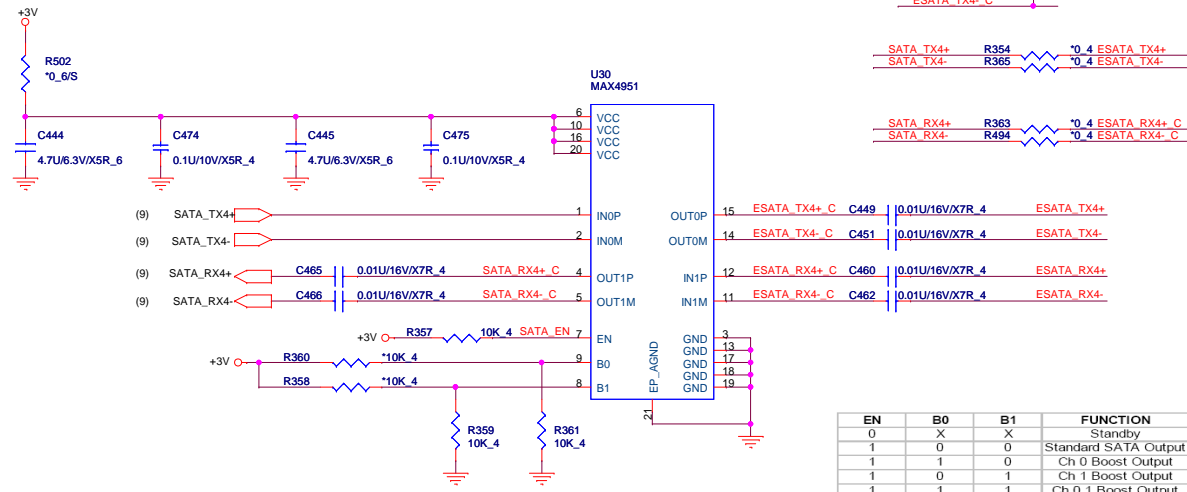 ESATA_TX4-_C
+3V
R502
*0_6/S
SATA_TX4+ R354 *0_4 ESATA_TX4+
SATA_TX4- R365 *0_4 ESATA_TX4-
U30
MAX4951
C444
4.7U/6.3V/X5R_6
C474
0.1U/10V/X5R_4
C445
4.7U/6.3V/X5R_6
C475
0.1U/10V/X5R_4
6 VCC
10 VCC
16 VCC
20 VCC
SATA_RX4+ R363 *0_4 ESATA_RX4+_C
SATA_RX4- R494 *0_4 ESATA_RX4-_C
(9) SATA_TX4+ 1 IN0P OUT0P 15 ESATA_TX4+_C C449 0.01U/16V/X7R_4 ESATA_TX4+
(9) SATA_TX4- 2 IN0M OUT0M 14 ESATA_TX4-_C C451 0.01U/16V/X7R_4 ESATA_TX4-
(9) SATA_RX4+ C465 0.01U/16V/X7R_4 SATA_RX4+_C 4 OUT1P IN1P 12 ESATA_RX4+_C C460 0.01U/16V/X7R_4 ESATA_RX4+
(9) SATA_RX4- C466 0.01U/16V/X7R_4 SATA_RX4-_C 5 OUT1M IN1M 11 ESATA_RX4-_C C462 0.01U/16V/X7R_4 ESATA_RX4-
+3V R357 10K_4 SATA_EN 7 EN GND 3
GND 13
+3V R360 *10K_4 9 B0 GND 17
GND 18
R358 *10K_4 8 B1 GND 19
EP_AGND
21
R359
10K_4
R361
10K_4
EN B0 B1 FUNCTION
0 X X Standby
1 0 0 Standard SATA Output
1 1 0 Ch 0 Boost Output
1 0 1 Ch 1 Boost Output
1 1 1 Ch 0,1 Boost Output